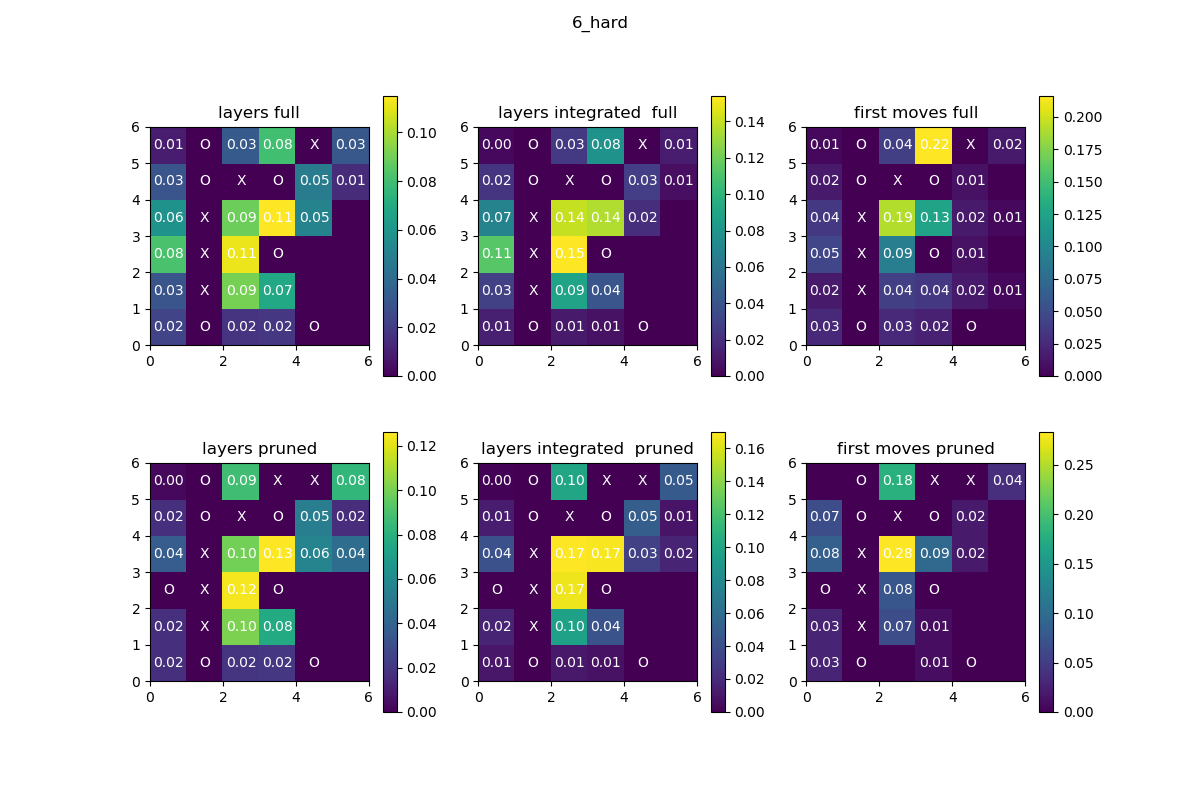 6_hard
layers full
6
0.01 O 0.03 0.08 X 0.03
5
0.03 O X O 0.05 0.01
4
0.06 X 0.09 0.11 0.05
3
0.08 X 0.11 O
2
0.03 X 0.09 0.07
1
0.02 O 0.02 0.02 O
0
0 2 4 6
0.10
0.08
0.06
0.04
0.02
0.00
layers integrated  full
6
0.00 O 0.03 0.08 X 0.01
5
0.02 O X O 0.03 0.01
4
0.07 X 0.14 0.14 0.02
3
0.11 X 0.15 O
2
0.03 X 0.09 0.04
1
0.01 O 0.01 0.01 O
0
0 2 4 6
0.14
0.12
0.10
0.08
0.06
0.04
0.02
0.00
first moves full
6
0.01 O 0.04 0.22 X 0.02
5
0.02 O X O 0.01
4
0.04 X 0.19 0.13 0.02 0.01
3
0.05 X 0.09 O 0.01
2
0.02 X 0.04 0.04 0.02 0.01
1
0.03 O 0.03 0.02 O
0
0 2 4 6
0.200
0.175
0.150
0.125
0.100
0.075
0.050
0.025
0.000
layers pruned
6
0.00 O 0.09 X X 0.08
5
0.02 O X O 0.05 0.02
4
0.04 X 0.10 0.13 0.06 0.04
3
O X 0.12 O
2
0.02 X 0.10 0.08
1
0.02 O 0.02 0.02 O
0
0 2 4 6
0.12
0.10
0.08
0.06
0.04
0.02
0.00
layers integrated  pruned
6
0.00 O 0.10 X X 0.05
5
0.01 O X O 0.05 0.01
4
0.04 X 0.17 0.17 0.03 0.02
3
O X 0.17 O
2
0.02 X 0.10 0.04
1
0.01 O 0.01 0.01 O
0
0 2 4 6
0.16
0.14
0.12
0.10
0.08
0.06
0.04
0.02
0.00
first moves pruned
6
O 0.18 X X 0.04
5
0.07 O X O 0.02
4
0.08 X 0.28 0.09 0.02
3
O X 0.08 O
2
0.03 X 0.07 0.01
1
0.03 O 0.01 O
0
0 2 4 6
0.25
0.20
0.15
0.10
0.05
0.00